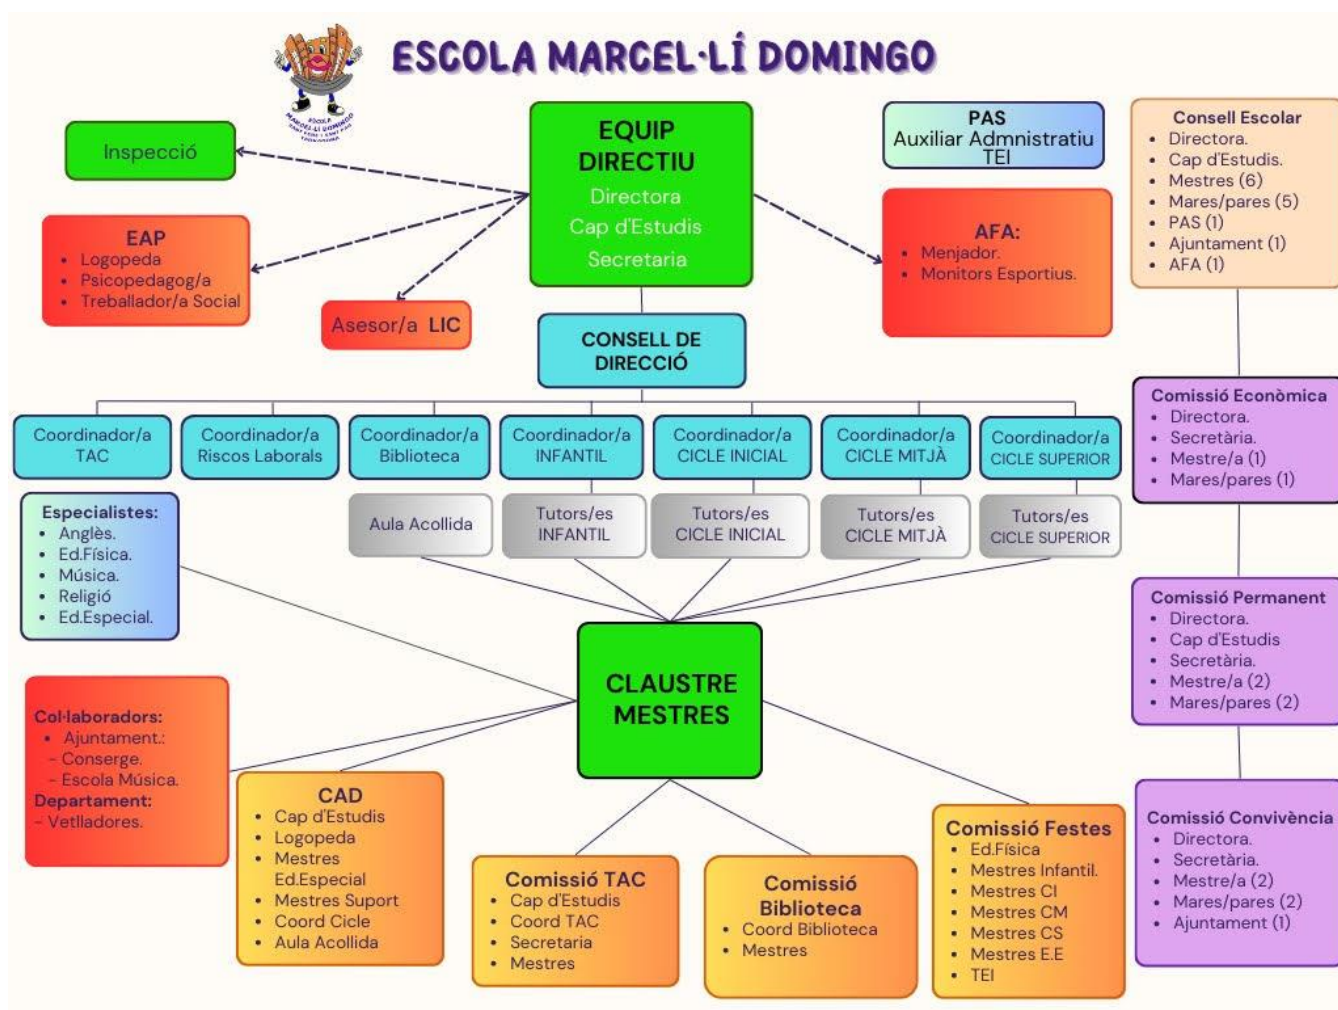 ESCOLA MARCEL·LÍ DOMINGO
ESCOLA
MARCEL·LÍ DOMINGO
Inspecció
EAP
• Logopeda
• Psicopedagog/a
• Treballador/a Social
Asesor/a LIC
EQUIP
DIRECTIU
Directora
Cap d'Estudis
Secretaria
PAS
Auxiliar Admnistratiu
TEI
AFA:
• Menjador.
• Monitors Esportius.
Consell Escolar
• Directora.
• Cap d'Estudis.
• Mestres (6)
• Mares/pares (5)
• PAS (1)
• Ajuntament (1)
• AFA (1)
CONSELL DE
DIRECCIÓ
Coordinador/a
TAC
Coordinador/a
Riscos Laborals
Coordinador/a
Biblioteca
Coordinador/a
INFANTIL
Coordinador/a
CICLE INICIAL
Coordinador/a
CICLE MITJÀ
Coordinador/a
CICLE SUPERIOR
Comissió Econòmica
• Directora.
• Secretària.
• Mestre/a (1)
• Mares/pares (1)
Especialistes:
• Anglès.
• Ed.Física.
• Música.
• Religió
• Ed.Especial.
Aula Acollida
Tutors/es
INFANTIL
Tutors/es
CICLE INICIAL
Tutors/es
CICLE MITJÀ
Tutors/es
CICLE SUPERIOR
Comissió Permanent
• Directora.
• Cap d'Estudis
• Secretària.
• Mestre/a (2)
• Mares/pares (2)
CLAUSTRE
MESTRES
Col·laboradors:
• Ajuntament.:
- Conserge.
- Escola Música.
Departament:
- Vetlladores.
CAD
• Cap d'Estudis
• Logopeda
• Mestres
Ed.Especial
• Mestres Suport
• Coord Cicle
• Aula Acollida
Comissió TAC
• Cap d'Estudis
• Coord TAC
• Secretaria
• Mestres
Comissió
Biblioteca
• Coord Biblioteca
• Mestres
Comissió Festes
• Ed.Física
• Mestres Infantil.
• Mestres CI
• Mestres CM
• Mestres CS
• Mestres E.E
• TEI
Comissió Convivència
• Directora.
• Secretària.
• Mestre/a (2)
• Mares/pares (2)
• Ajuntament (1)